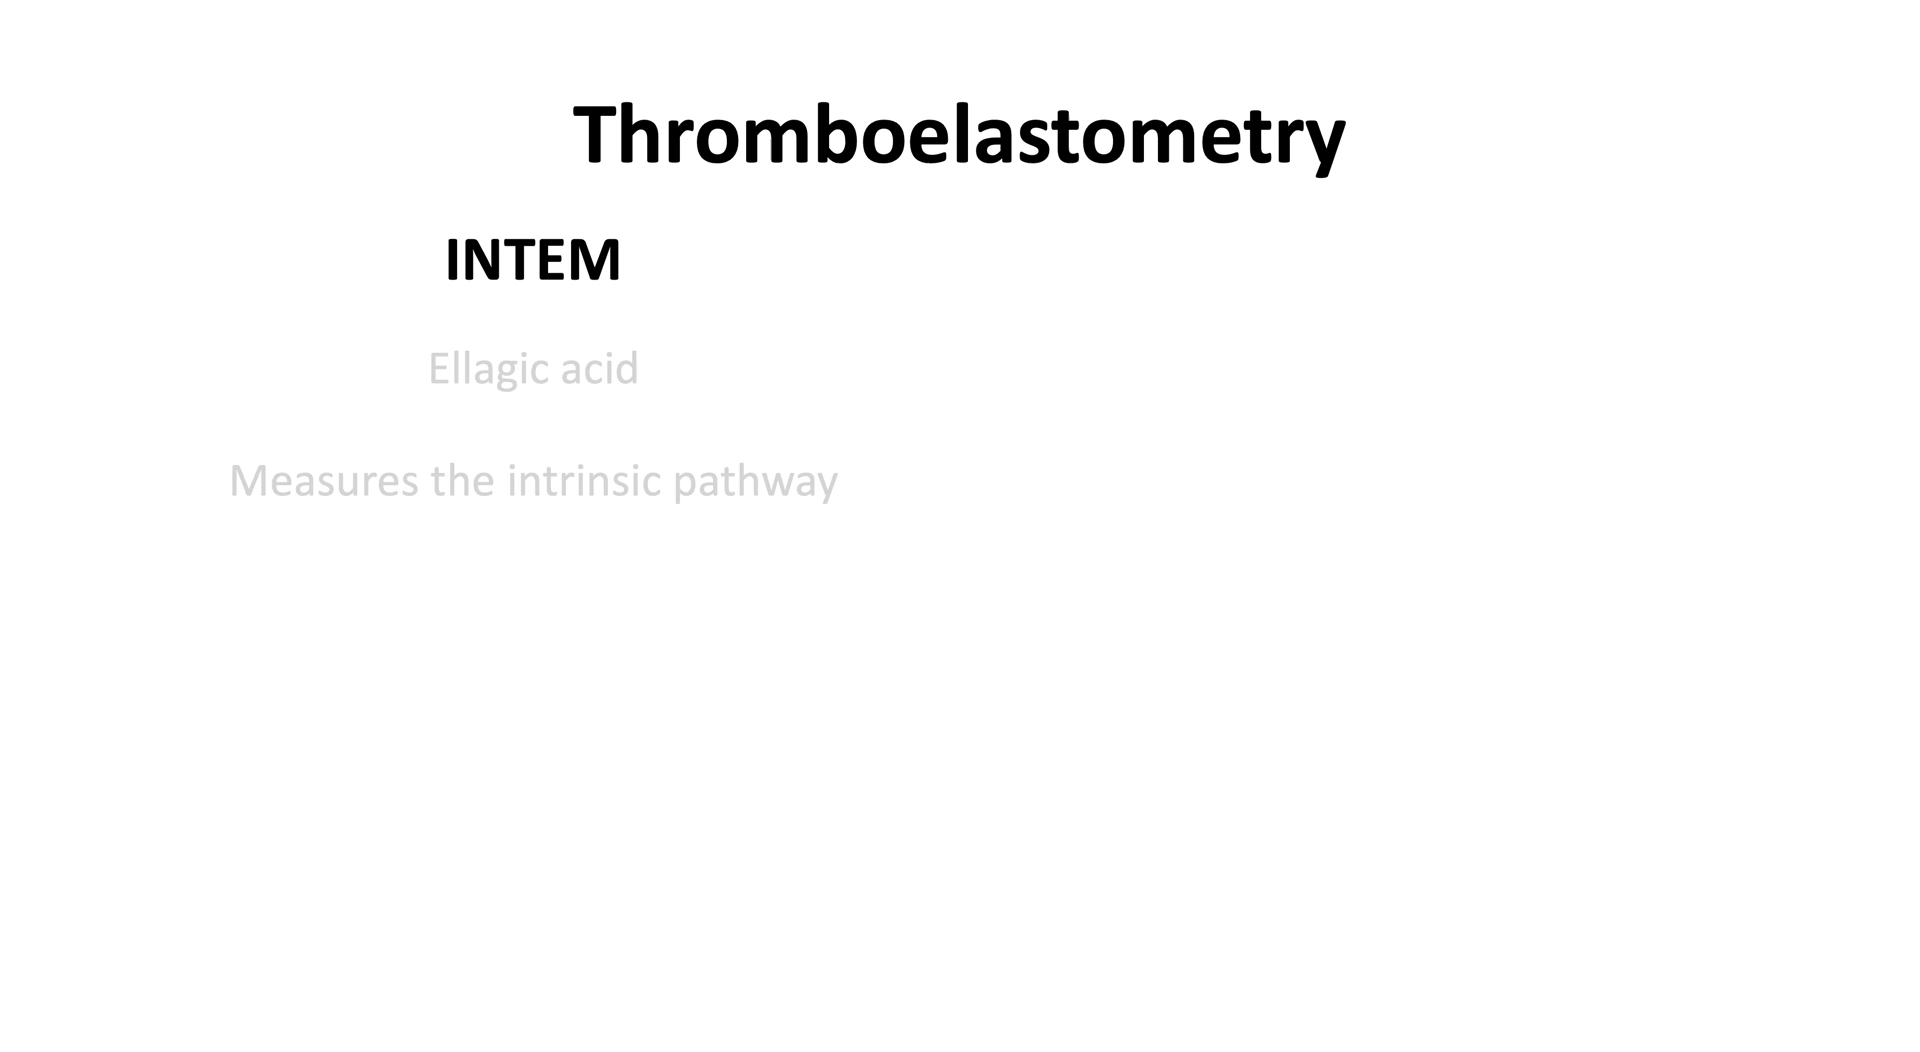 Thromboelastometry
INTEM
Ellagic acid
Measures the intrinsic pathway